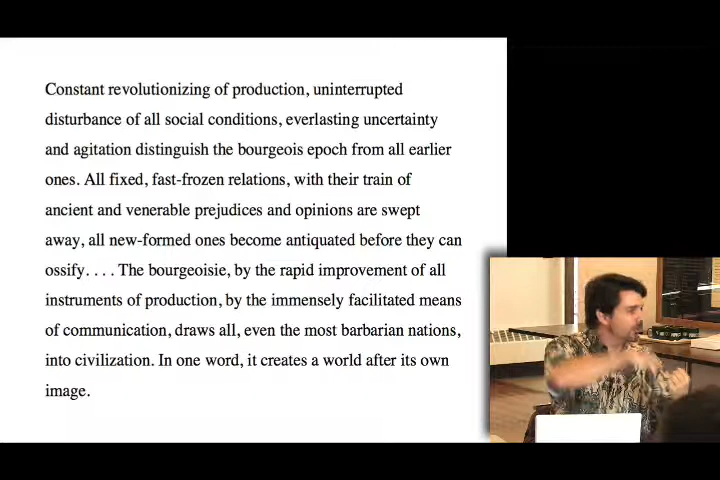 Constant revolutionizing of production, uninterrupted
disturbance of all social conditions, everlasting uncertainty
and agitation distinguish the bourgeois epoch from all earlier
ones. All fixed, fast-frozen relations, with their train of
ancient and venerable prejudices and opinions are swept
away, all new-formed ones become antiquated before they can
ossify. . . . The bourgeoisie, by the rapid improvement of all
instruments of production, by the immensely facilitated means
of communication, draws all, even the most barbarian nations,
into civilization. In one word, it creates a world after its own
image.